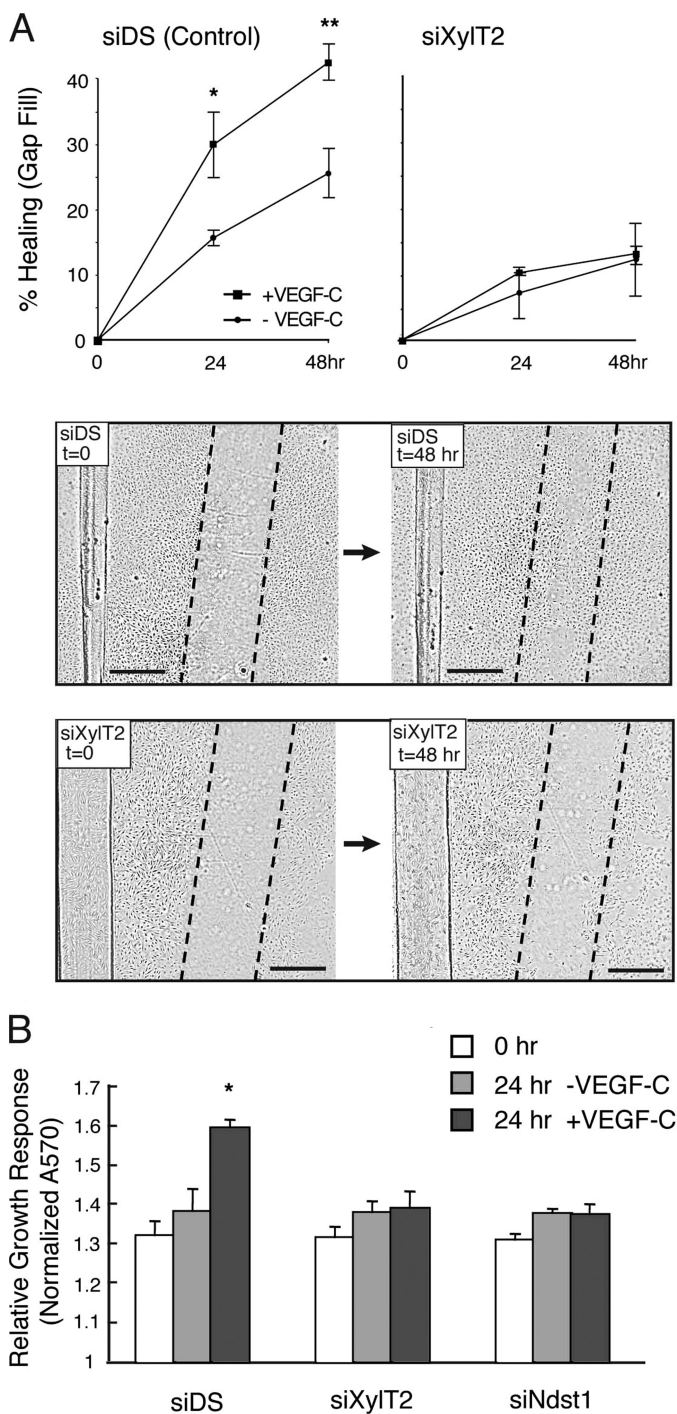 A
siDS (Control)
siXylT2
% Healing (Gap Fill)
40
30
20
10
0
*
**
+VEGF-C
- VEGF-C
0
24
48hr
0
24
48hr
siDS
t=0
siDS
t=48 hr
siXylT2
t=0
siXylT2
t=48 hr
B
0 hr
24 hr -VEGF-C
24 hr +VEGF-C
Relative Growth Response
(Normalized A570)
1.7
1.6
1.5
1.4
1.3
1.2
1.1
1
*
siDS
siXylT2
siNdst1